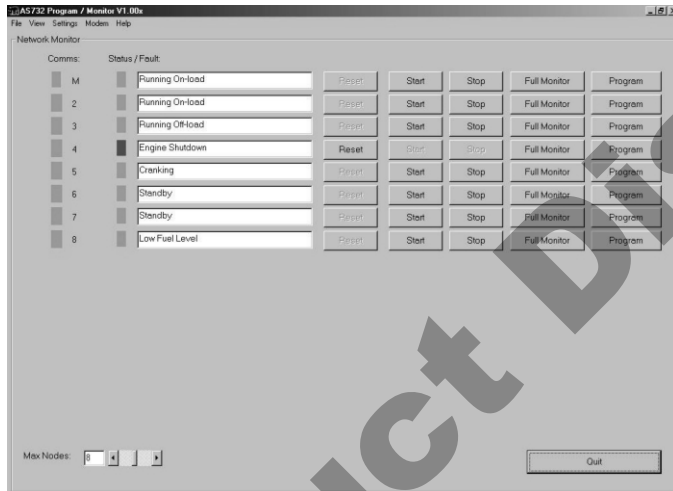 AS732 Program / Monitor V1.00x
File View Settings Modem Help
Network Monitor
Comms: Status / Fault:
M Running On-load Reset Start Stop Full Monitor Program
2 Running On-load Reset Start Stop Full Monitor Program
3 Running Off-load Reset Start Stop Full Monitor Program
4 Engine Shutdown Reset Start Stop Full Monitor Program
5 Cranking Reset Start Stop Full Monitor Program
6 Standby Reset Start Stop Full Monitor Program
7 Standby Reset Start Stop Full Monitor Program
8 Low Fuel Level Reset Start Stop Full Monitor Program
Max Nodes: 8
Quit